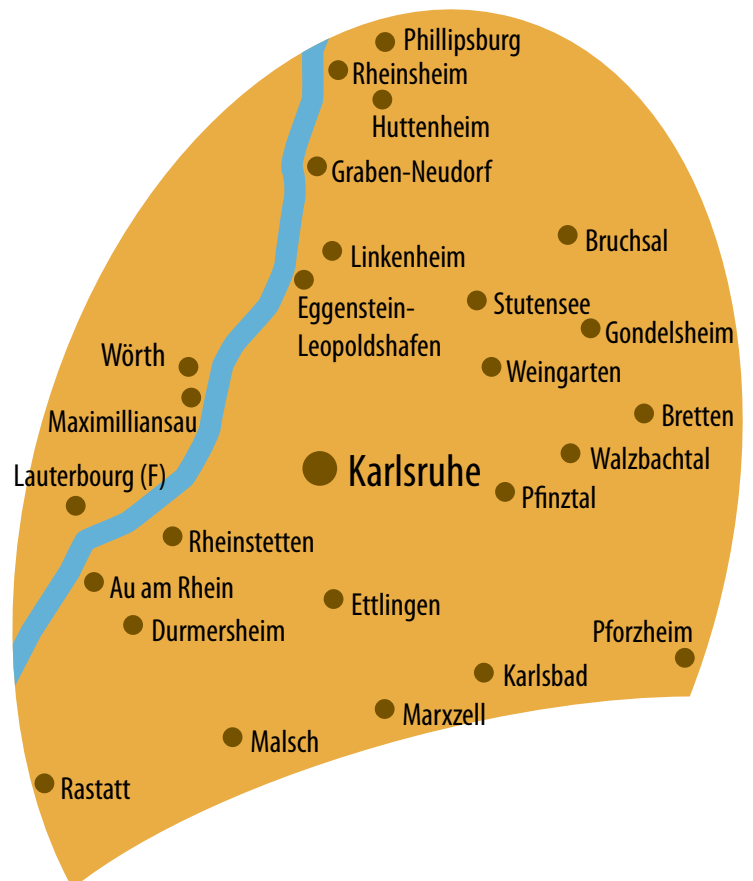 Phillipsburg
Rheinsheim
Huttenheim
Graben-Neudorf
Bruchsal
Linkenheim
Eggenstein-
Leopoldshafen
Stutensee
Gondelsheim
Wörth
Weingarten
Maximilliansau
Bretten
Walzbachtal
Lauterbourg (F)
Karlsruhe
Pfinztal
Rheinstetten
Au am Rhein
Ettlingen
Durmersheim
Pforzheim
Karlsbad
Marxzell
Malsch
Rastatt